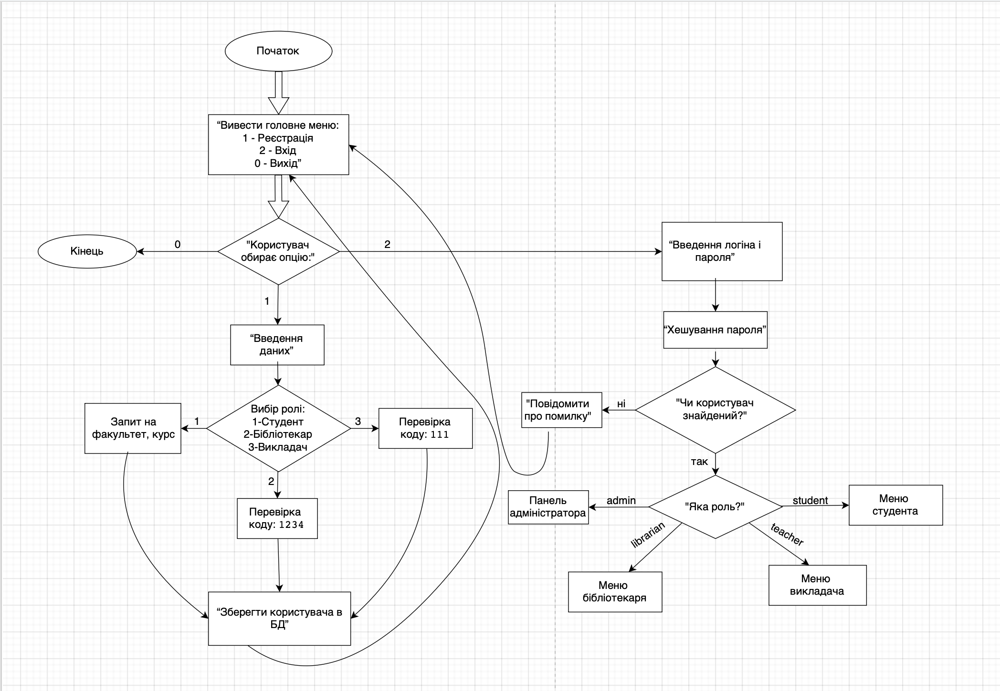 Початок
“Вивести головне меню:
1 - Реєстрація
2 - Вхід
0 - Вихід”
"Користувач
обирає опцію:"
0
Кінець
2
1
“Введення
даних”
Вибір ролі:
1-Студент
2-Бібліотекар
3-Викладач
1
Запит на
факультет, курс
3
Перевірка
коду: 111
2
Перевірка
коду: 1234
“Зберегти користувача в
БД”
“Введення логіна і
пароля”
“Хешування пароля”
"Чи користувач
знайдений?"
ні
"Повідомити
про помилку"
так
"Яка роль?"
admin
Панель
адміністратора
librarian
Меню
бібліотекаря
teacher
Меню
викладача
student
Меню
студента